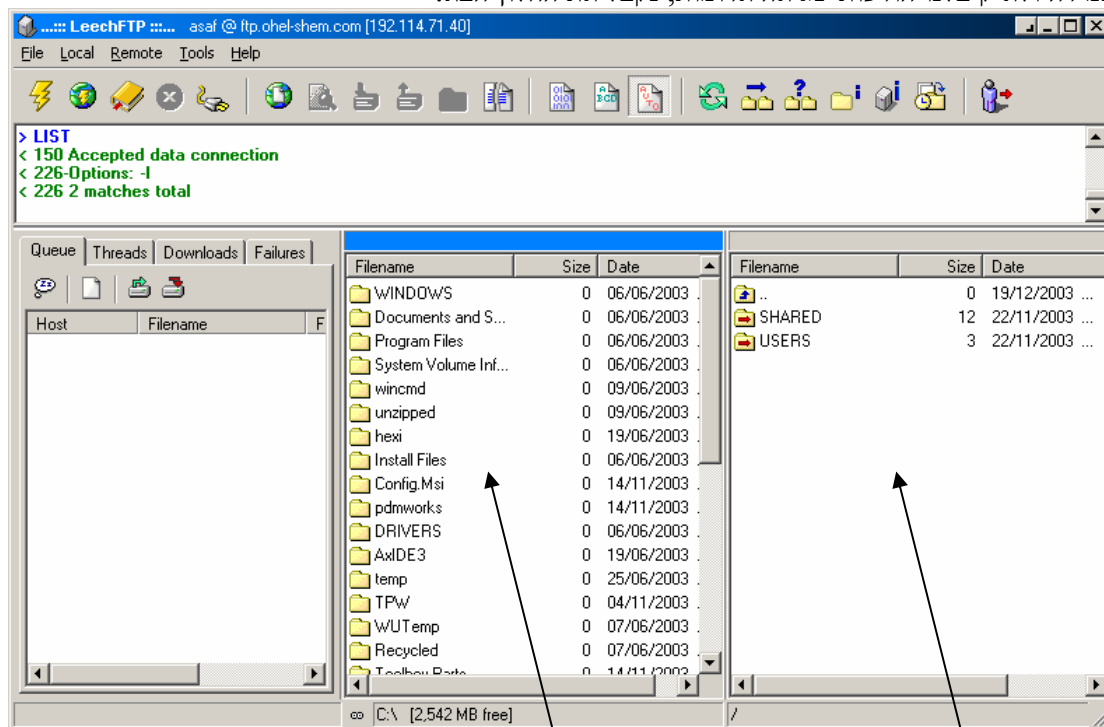 ...::: LeechFTP :::... asaf @ ftp.ohel-shem.com [192.114.71.40]
File Local Remote Tools Help
> LIST
< 150 Accepted data connection
< 226-Options: -l
< 226 2 matches total
Queue Threads Downloads Failures
Host Filename F
Filename Size Date
WINDOWS 0 06/06/2003
Documents and S... 0 06/06/2003
Program Files 0 06/06/2003
System Volume Inf... 0 06/06/2003
wincmd 0 09/06/2003
unzipped 0 09/06/2003
hexi 0 19/06/2003
Install Files 0 06/06/2003
Config.Msi 0 14/11/2003
pdmworks 0 14/11/2003
DRIVERS 0 06/06/2003
AxIDE3 0 19/06/2003
temp 0 25/06/2003
TPW 0 04/11/2003
WUTemp 0 07/06/2003
Recycled 0 07/06/2003
Toolbox Parts 0 14/11/2003
Filename Size Date
.. 0 19/12/2003 ...
SHARED 12 22/11/2003 ...
USERS 3 22/11/2003 ...
C:\ [2,542 MB free]
/